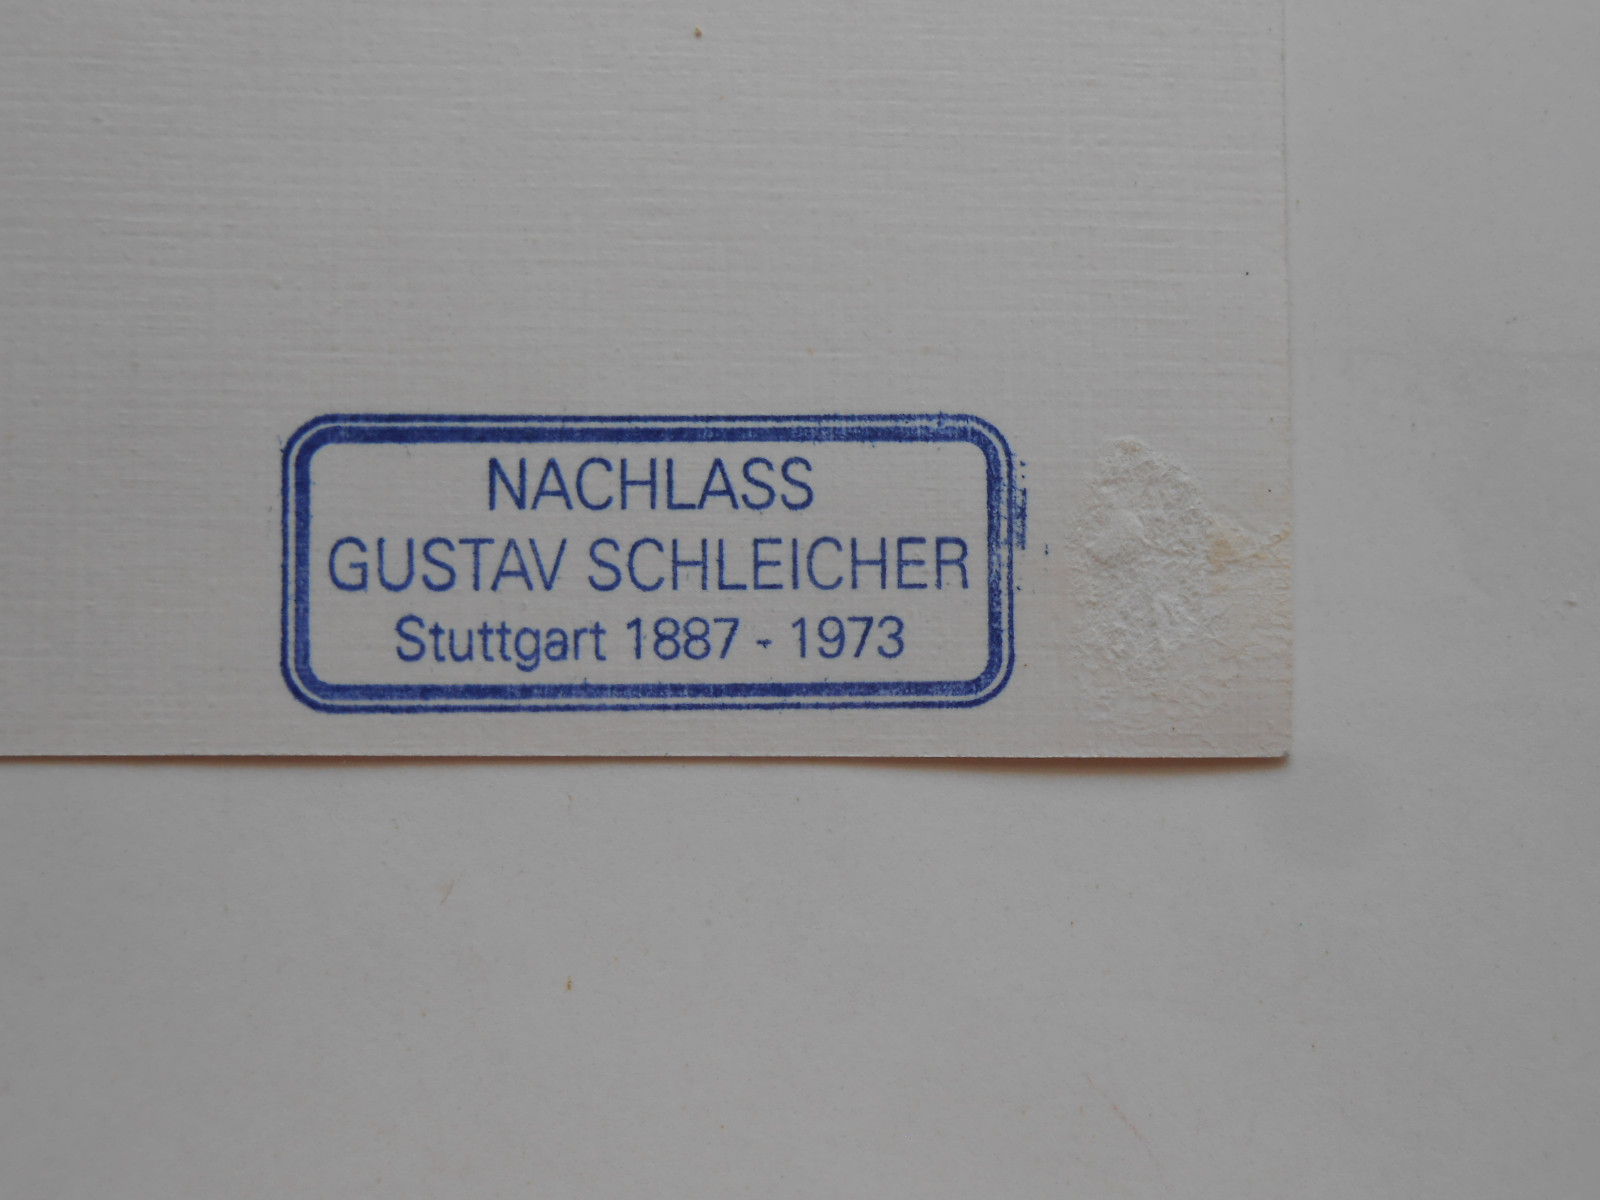 NACHLASS
GUSTAV SCHLEICHER
Stuttgart 1887 - 1973